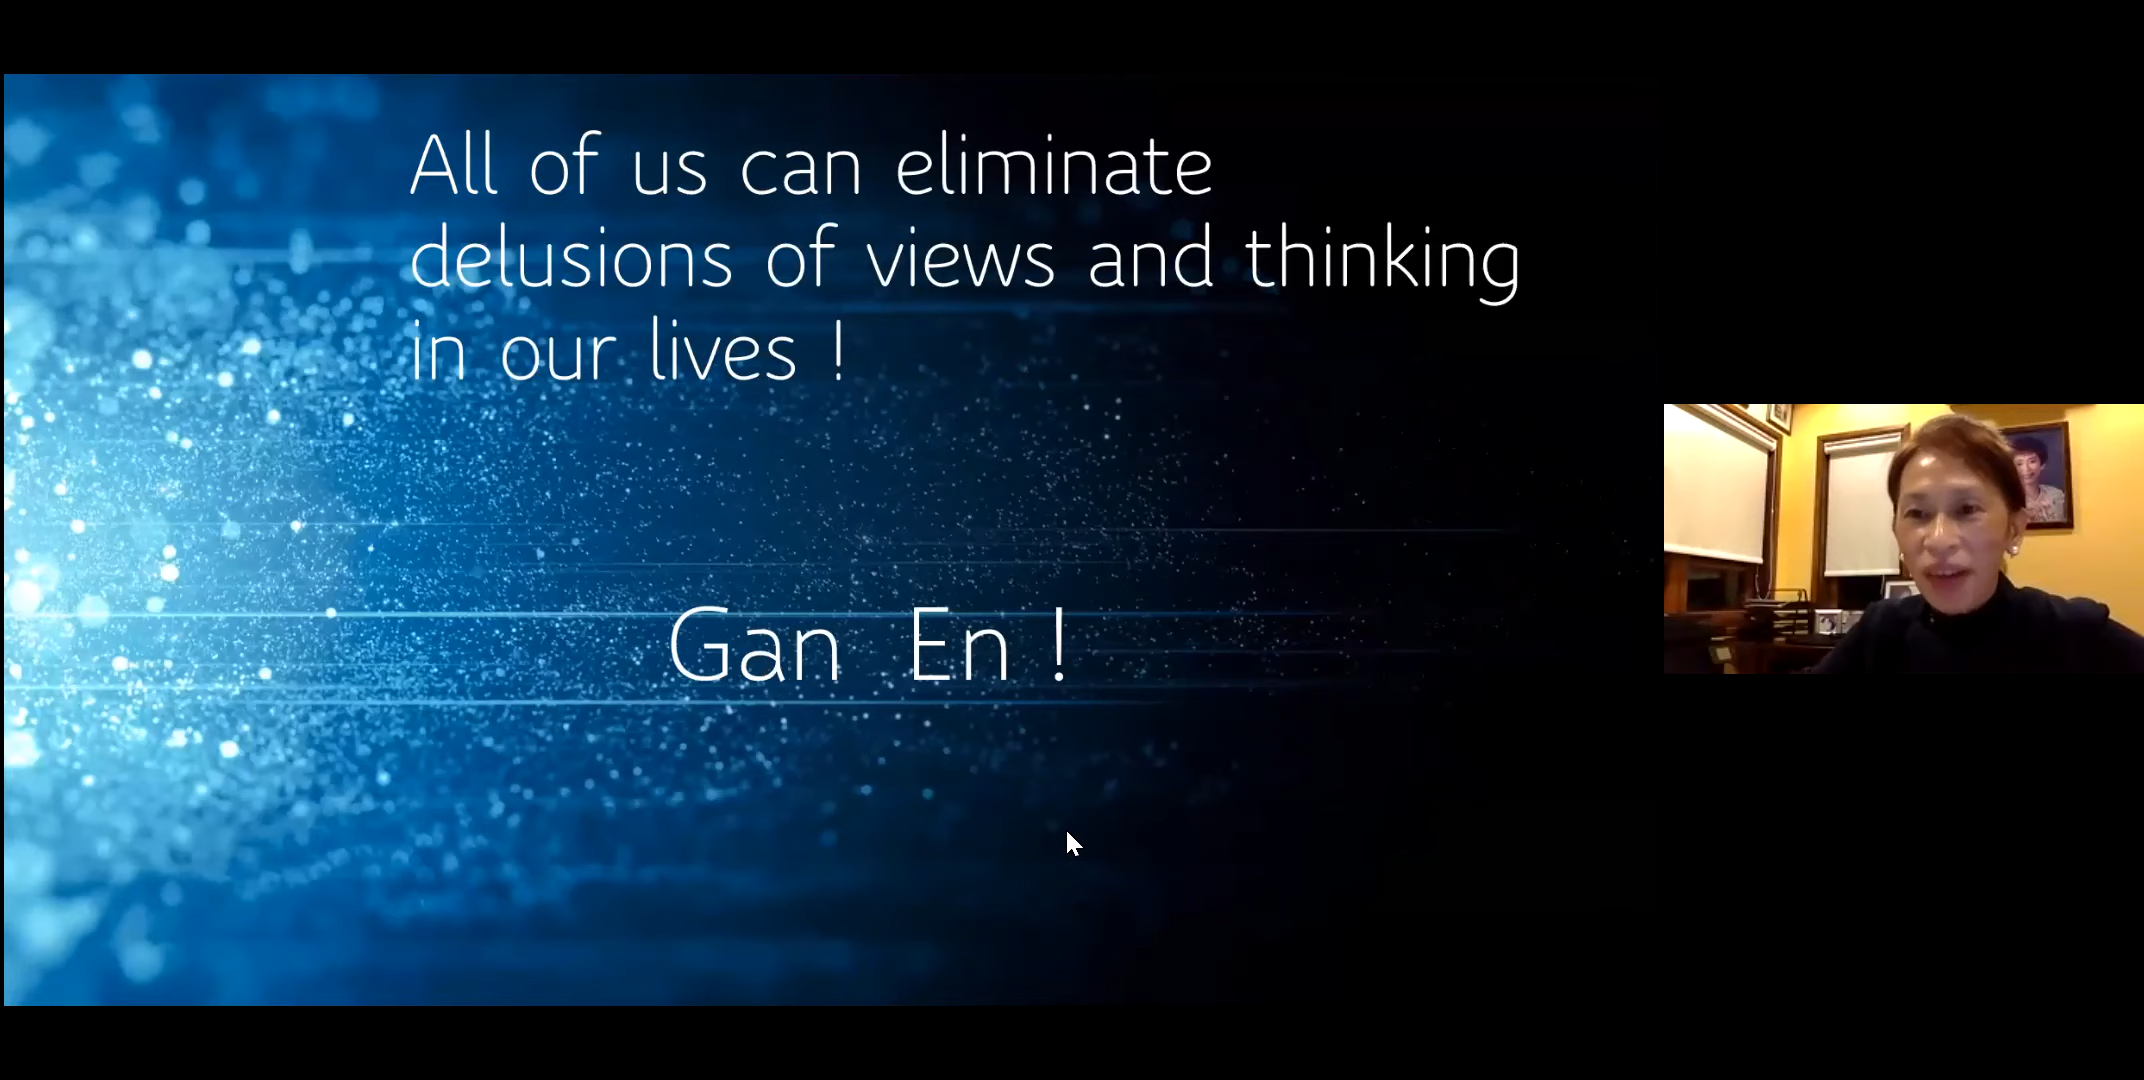 All of us can eliminate
delusions of views and thinking
in our lives !
Gan En !